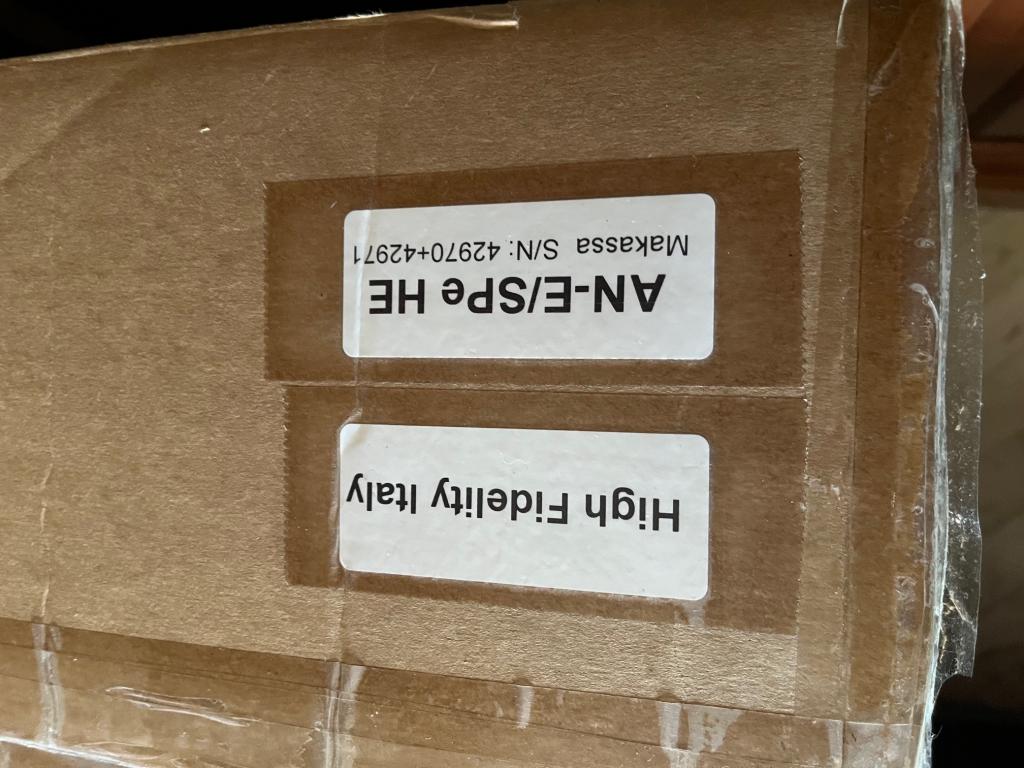 High Fidelity Italy
AN-E/SPe HE
Makassa S/N: 42970+42971